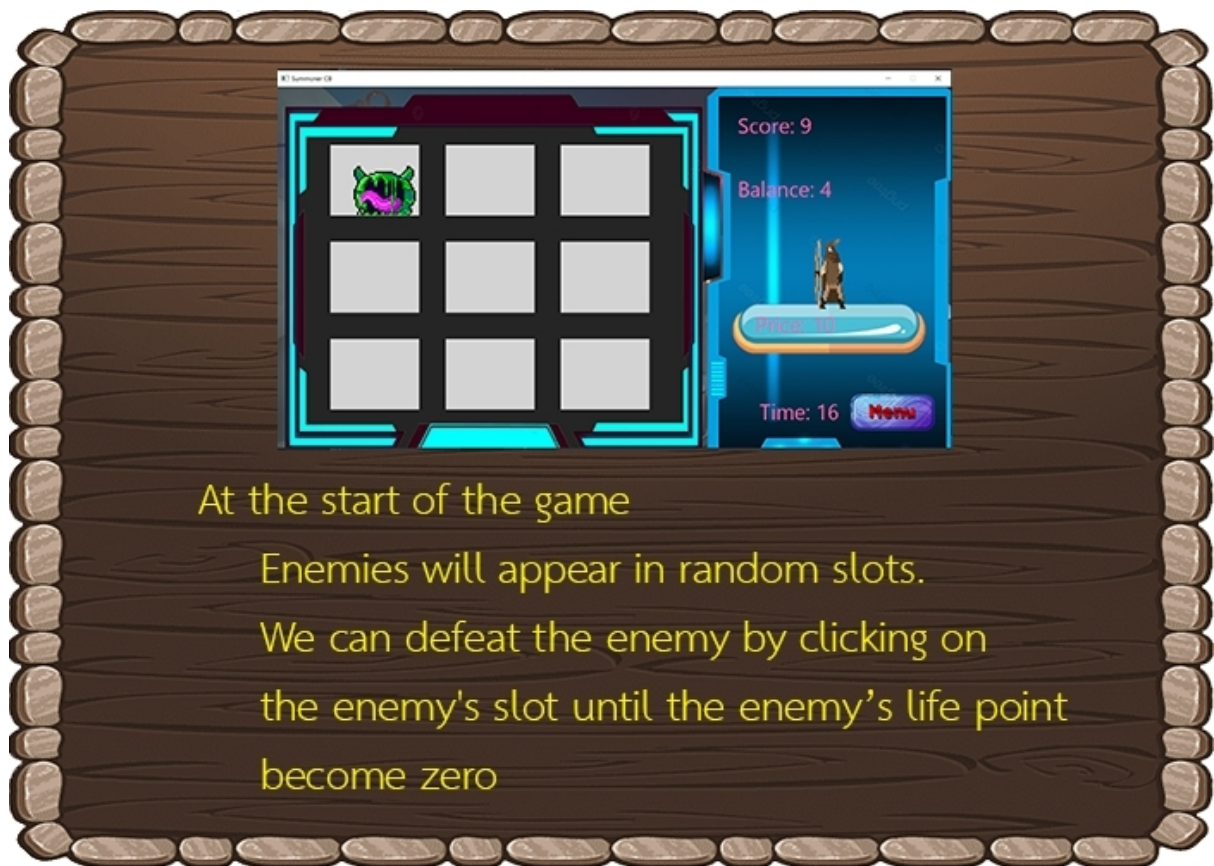 Summoner CB
Score: 9
Balance: 4
Price: 10
Time: 16
Menu
At the start of the game
Enemies will appear in random slots.
We can defeat the enemy by clicking on
the enemy's slot until the enemy’s life point
become zero